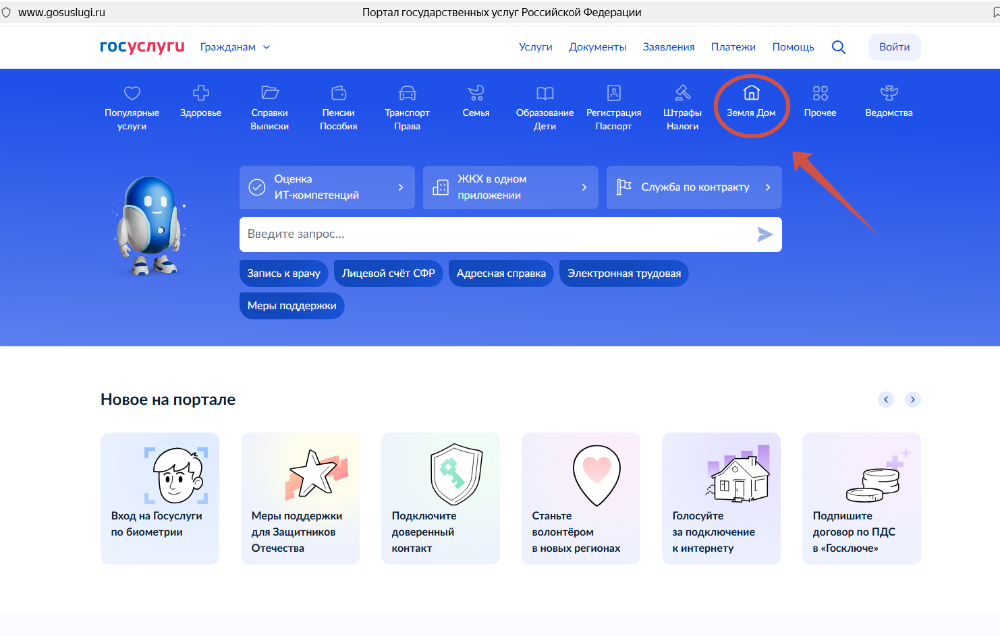 www.gosuslugi.ru
Портал государственных услуг Российской Федерации
госуслуги
Гражданам
Услуги
Документы
Заявления
Платежи
Помощь
Войти
Популярные
услуги
Здоровье
Справки
Выписки
Пенсии
Пособия
Транспорт
Права
Семья
Образование
Дети
Регистрация
Паспорт
Штрафы
Налоги
Земля Дом
Прочее
Ведомства
Оценка
ИТ-компетенций
ЖКХ в одном
приложении
Служба по контракту
Введите запрос...
Запись к врачу
Лицевой счёт СФР
Адресная справка
Электронная трудовая
Меры поддержки
Новое на портале
Вход на Госуслуги
по биометрии
Меры поддержки
для Защитников
Отечества
Подключите
доверенный
контакт
Станьте
волонтёром
в новых регионах
Голосуйте
за подключение
к интернету
Подпишите
договор по ПДС
в «Госключе»